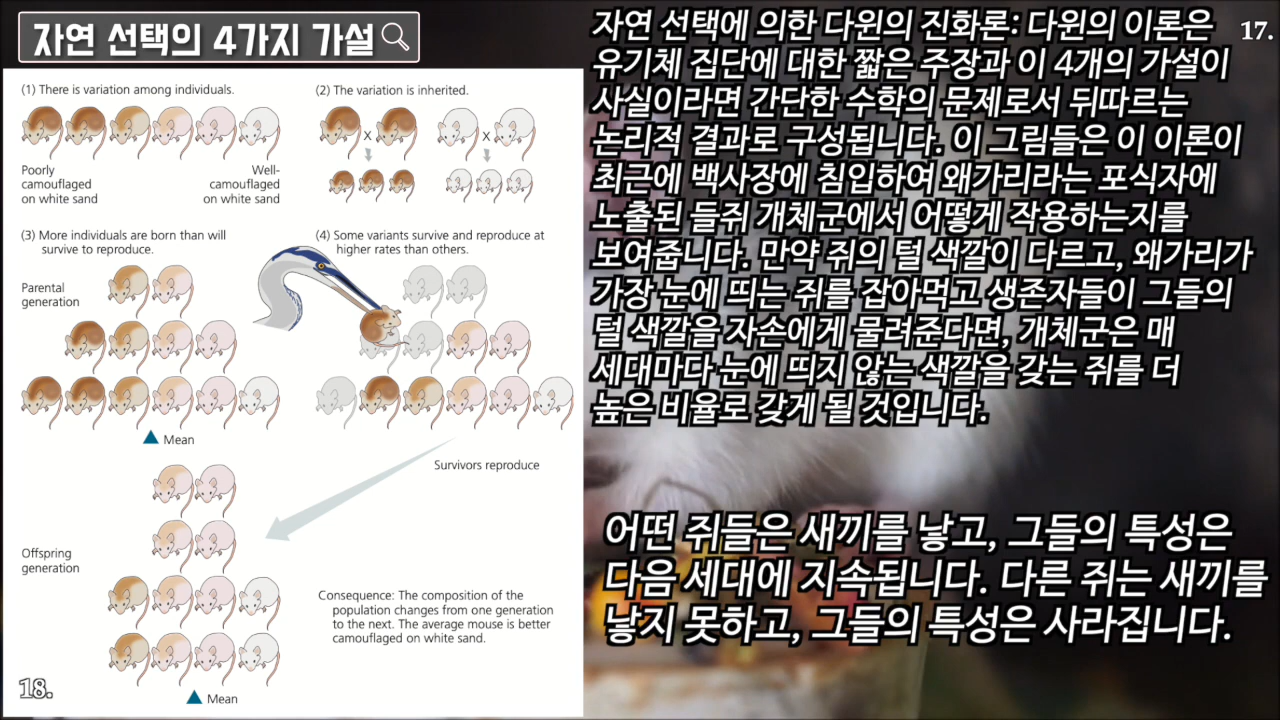 자연 선택의 4가지 가설
(1) There is variation among individuals.
Poorly
camouflaged
on white sand
Well-
camouflaged
on white sand
(2) The variation is inherited.
x
x
(3) More individuals are born than will
survive to reproduce.
Parental
generation
Mean
(4) Some variants survive and reproduce at
higher rates than others.
Survivors reproduce
Offspring
generation
Consequence: The composition of the
population changes from one generation
to the next. The average mouse is better
camouflaged on white sand.
18.
Mean
자연 선택에 의한 다윈의 진화론: 다윈의 이론은
17.
유기체 집단에 대한 짧은 주장과 이 4개의 가설이
사실이라면 간단한 수학의 문제로서 뒤따르는
논리적 결과로 구성됩니다. 이 그림들은 이 이론이
최근에 백사장에 침입하여 왜가리라는 포식자에
노출된 들쥐 개체군에서 어떻게 작용하는지를
보여줍니다. 만약 쥐의 털 색깔이 다르고, 왜가리가
가장 눈에 띄는 쥐를 잡아먹고 생존자들이 그들의
털 색깔을 자손에게 물려준다면, 개체군은 매
세대마다 눈에 띄지 않는 색깔을 갖는 쥐를 더
높은 비율로 갖게 될 것입니다.
어떤 쥐들은 새끼를 낳고, 그들의 특성은
다음 세대에 지속됩니다. 다른 쥐는 새끼를
낳지 못하고, 그들의 특성은 사라집니다.